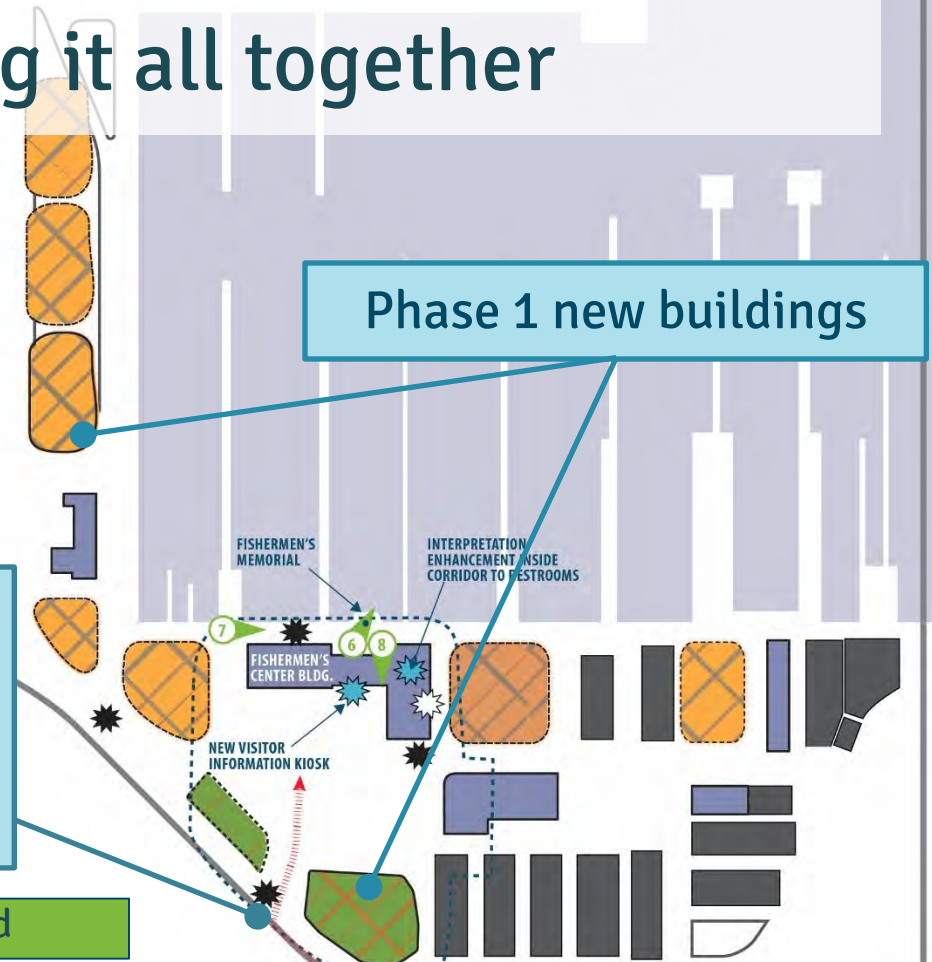 g it all together
Phase 1 new buildings
FISHERMEN'S
MEMORIAL
INTERPRETATION
ENHANCEMENT INSIDE
CORRIDOR TO RESTROOMS
7
6
8
FISHERMEN'S
CENTER BLDG.
NEW VISITOR
INFORMATION KIOSK
d